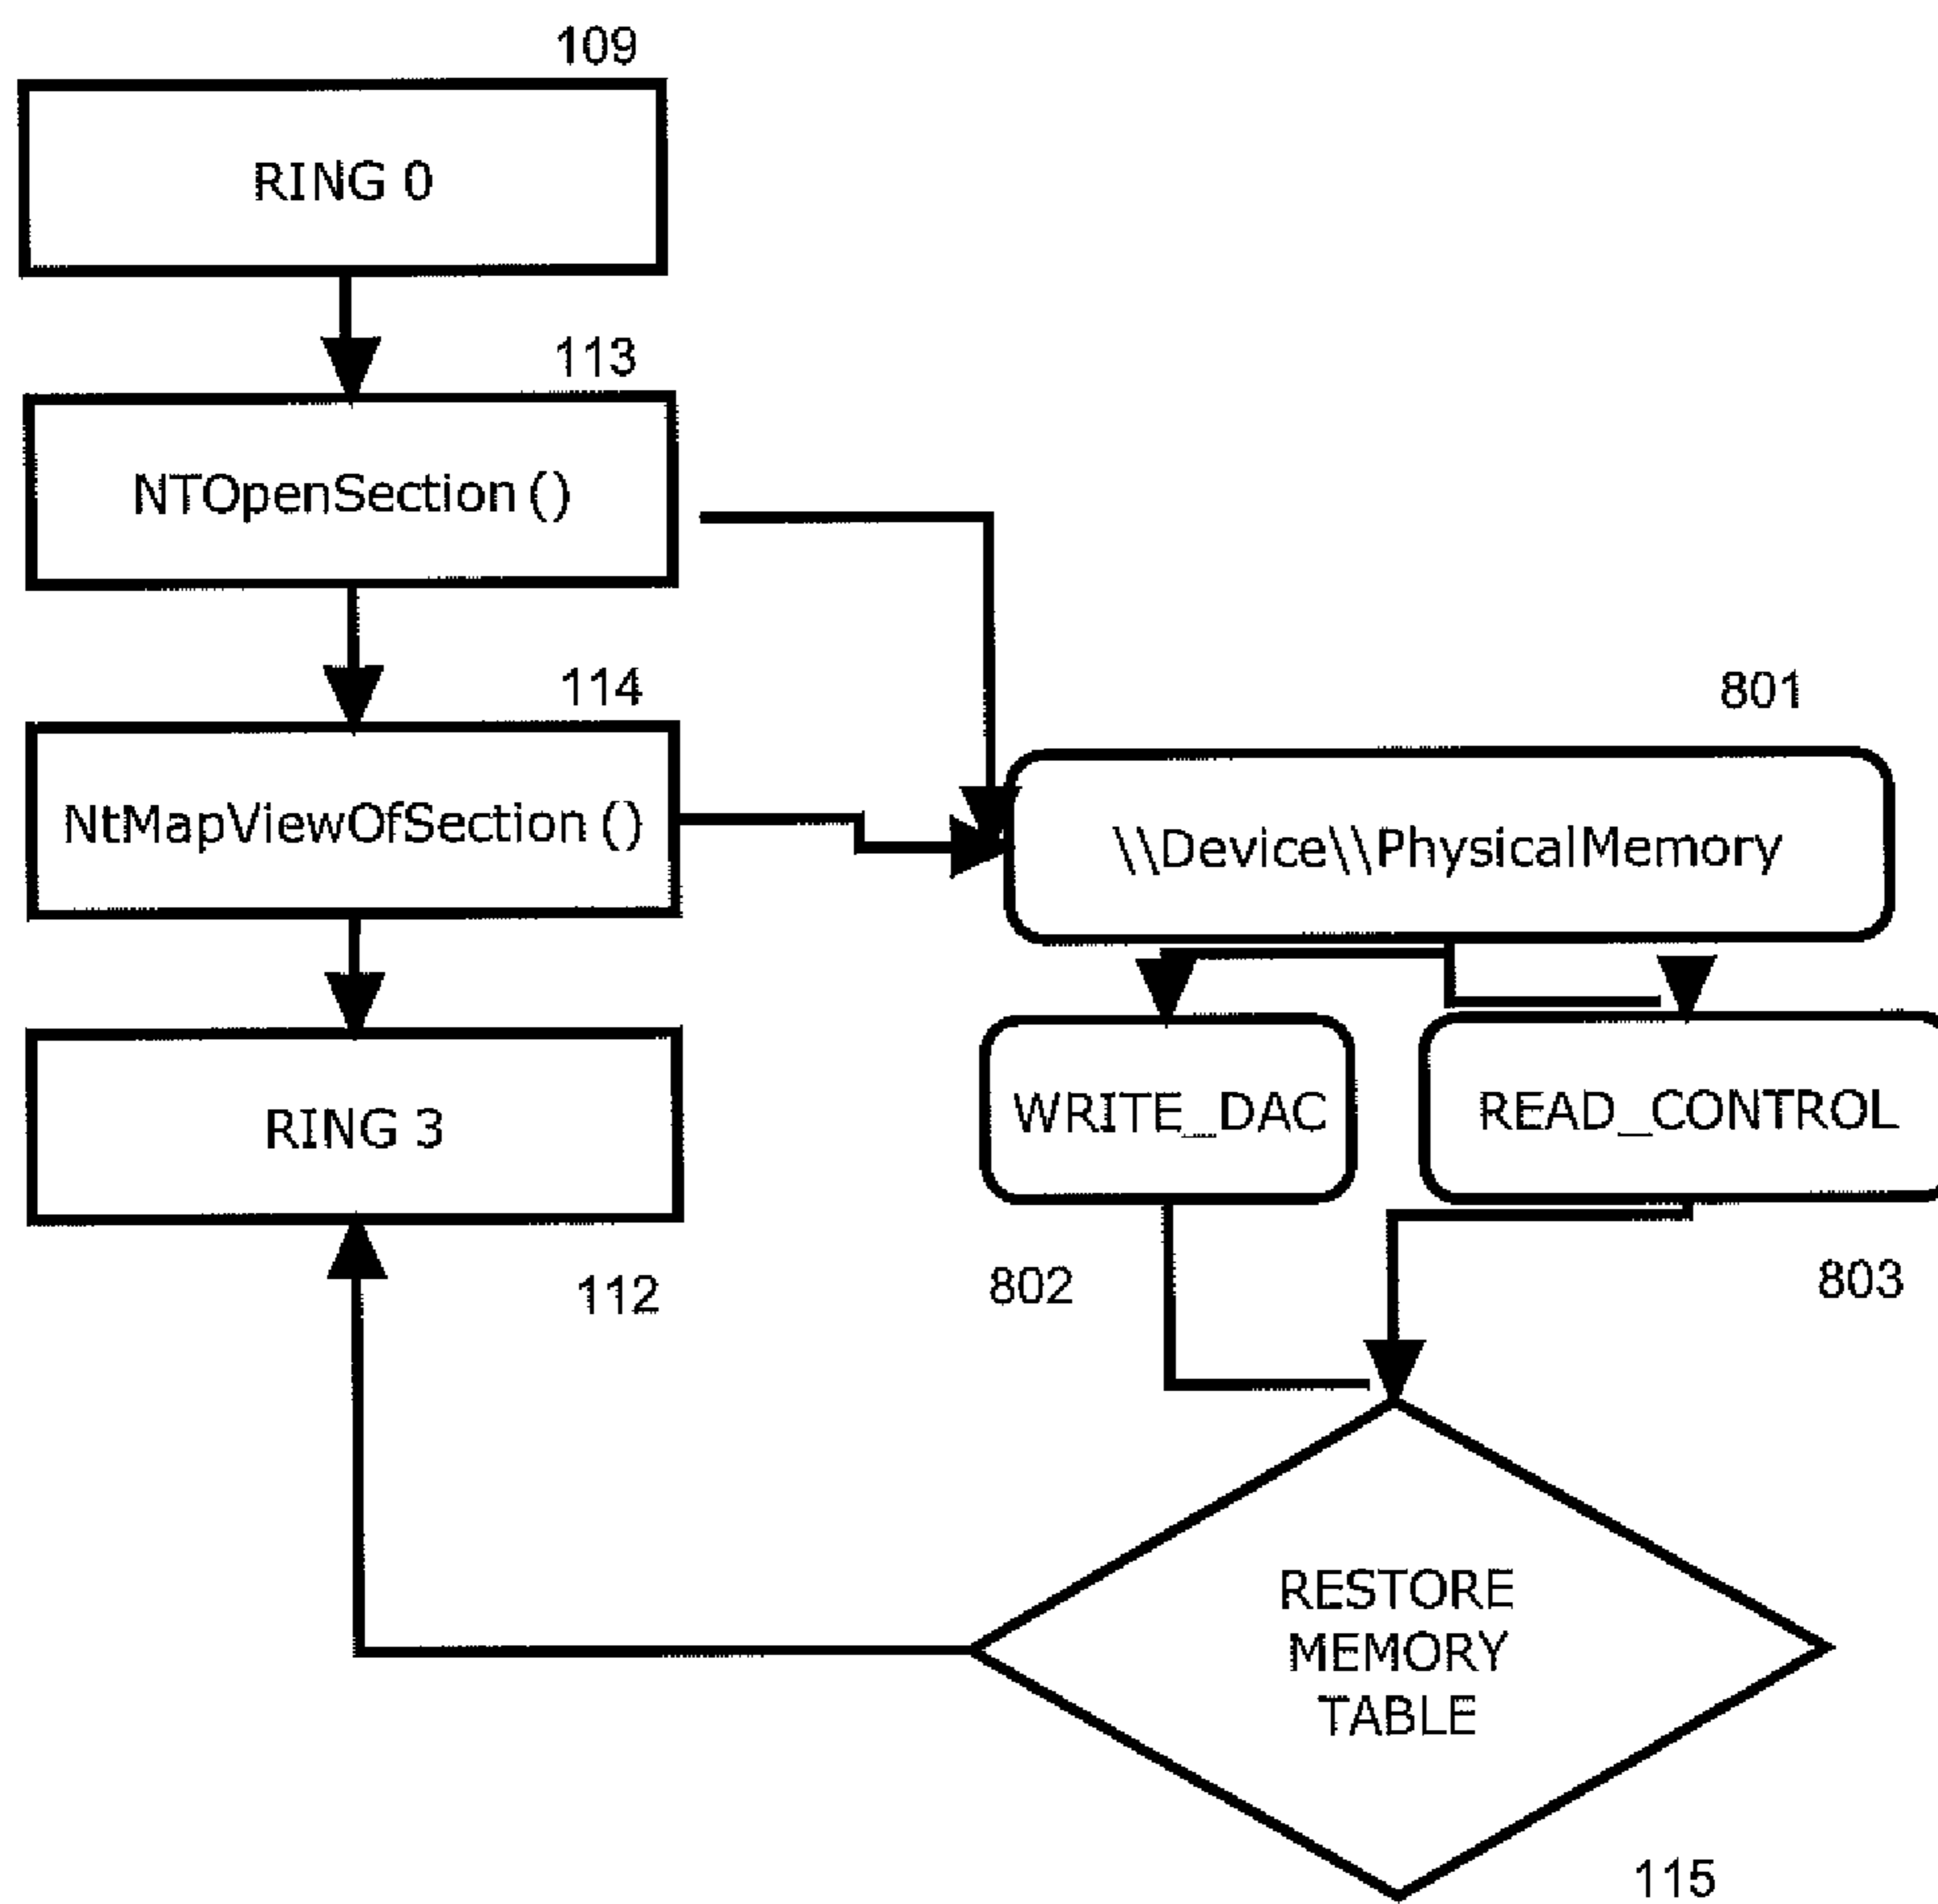 109
RING 0
113
NTOpenSection ()
114
NtMapViewOfSection ()
801
\\Device\\PhysicalMemory
RING 3
112
WRITE_DAC
READ_CONTROL
802
803
RESTORE
MEMORY
TABLE
115